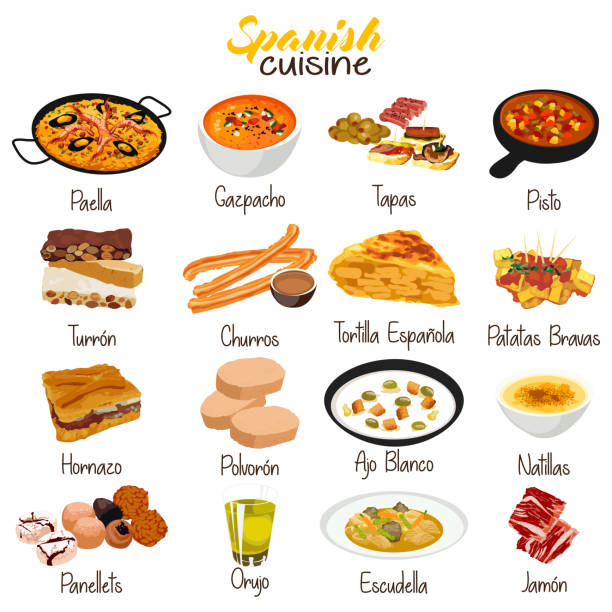 Spanish
cuisine
Paella Gazpacho Tapas Pisto
Turrón Churros Tortilla Española Patatas Bravas
Hornazo Polvorón Ajo Blanco Natillas
Panellets Orujo Escudella Jamón